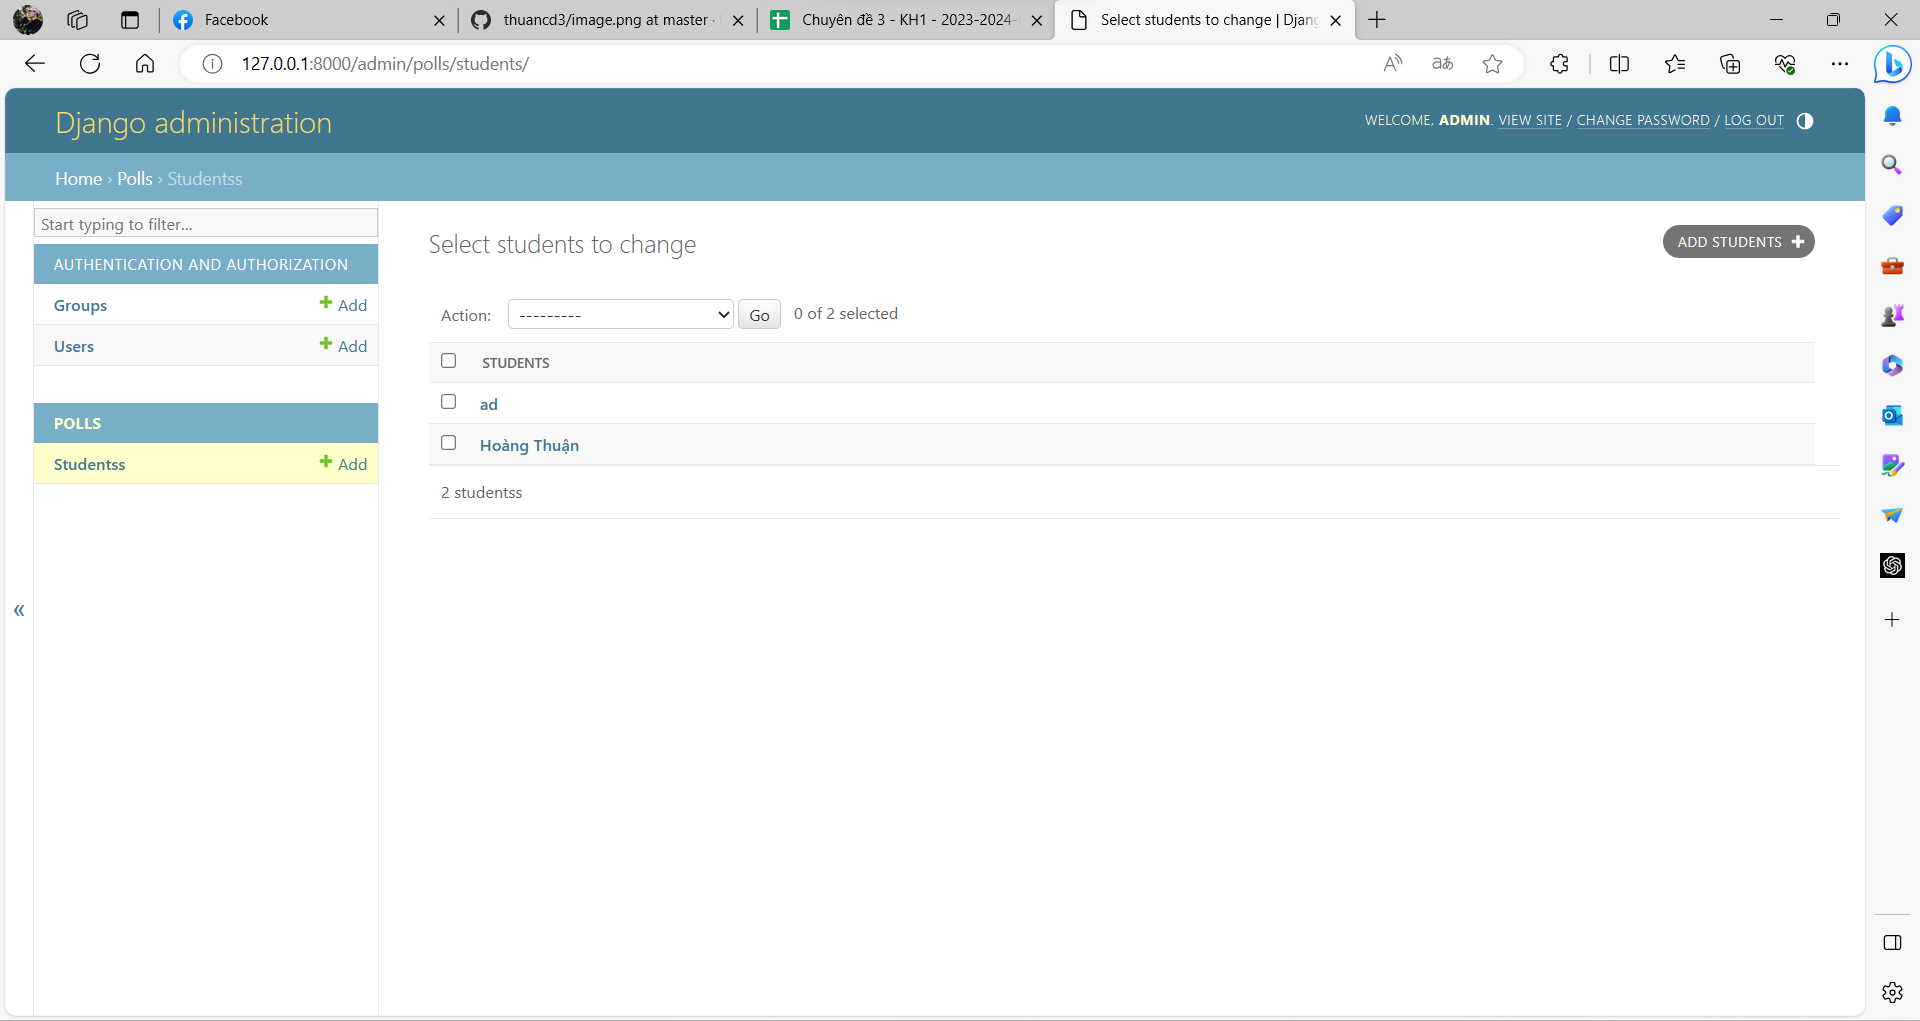 Facebook
thuancd3/image.png at master ·
Chuyên đề 3 - KH1 - 2023-2024-
Select students to change | Djang
127.0.0.1:8000/admin/polls/students/
Django administration
WELCOME, ADMIN. VIEW SITE / CHANGE PASSWORD / LOG OUT
Home › Polls › Studentss
Start typing to filter...
AUTHENTICATION AND AUTHORIZATION
Groups + Add
Users + Add
POLLS
Studentss + Add
«
Select students to change
ADD STUDENTS +
Action: --------- Go 0 of 2 selected
STUDENTS
ad
Hoàng Thuận
2 studentss